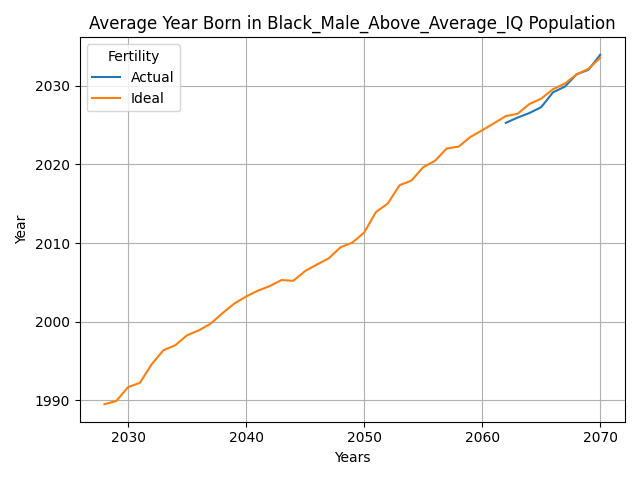 Average Year Born in Black_Male_Above_Average_IQ Population
Fertility
Actual
Ideal
Year
2030
2020
2010
2000
1990
2030 2040 2050 2060 2070
Years